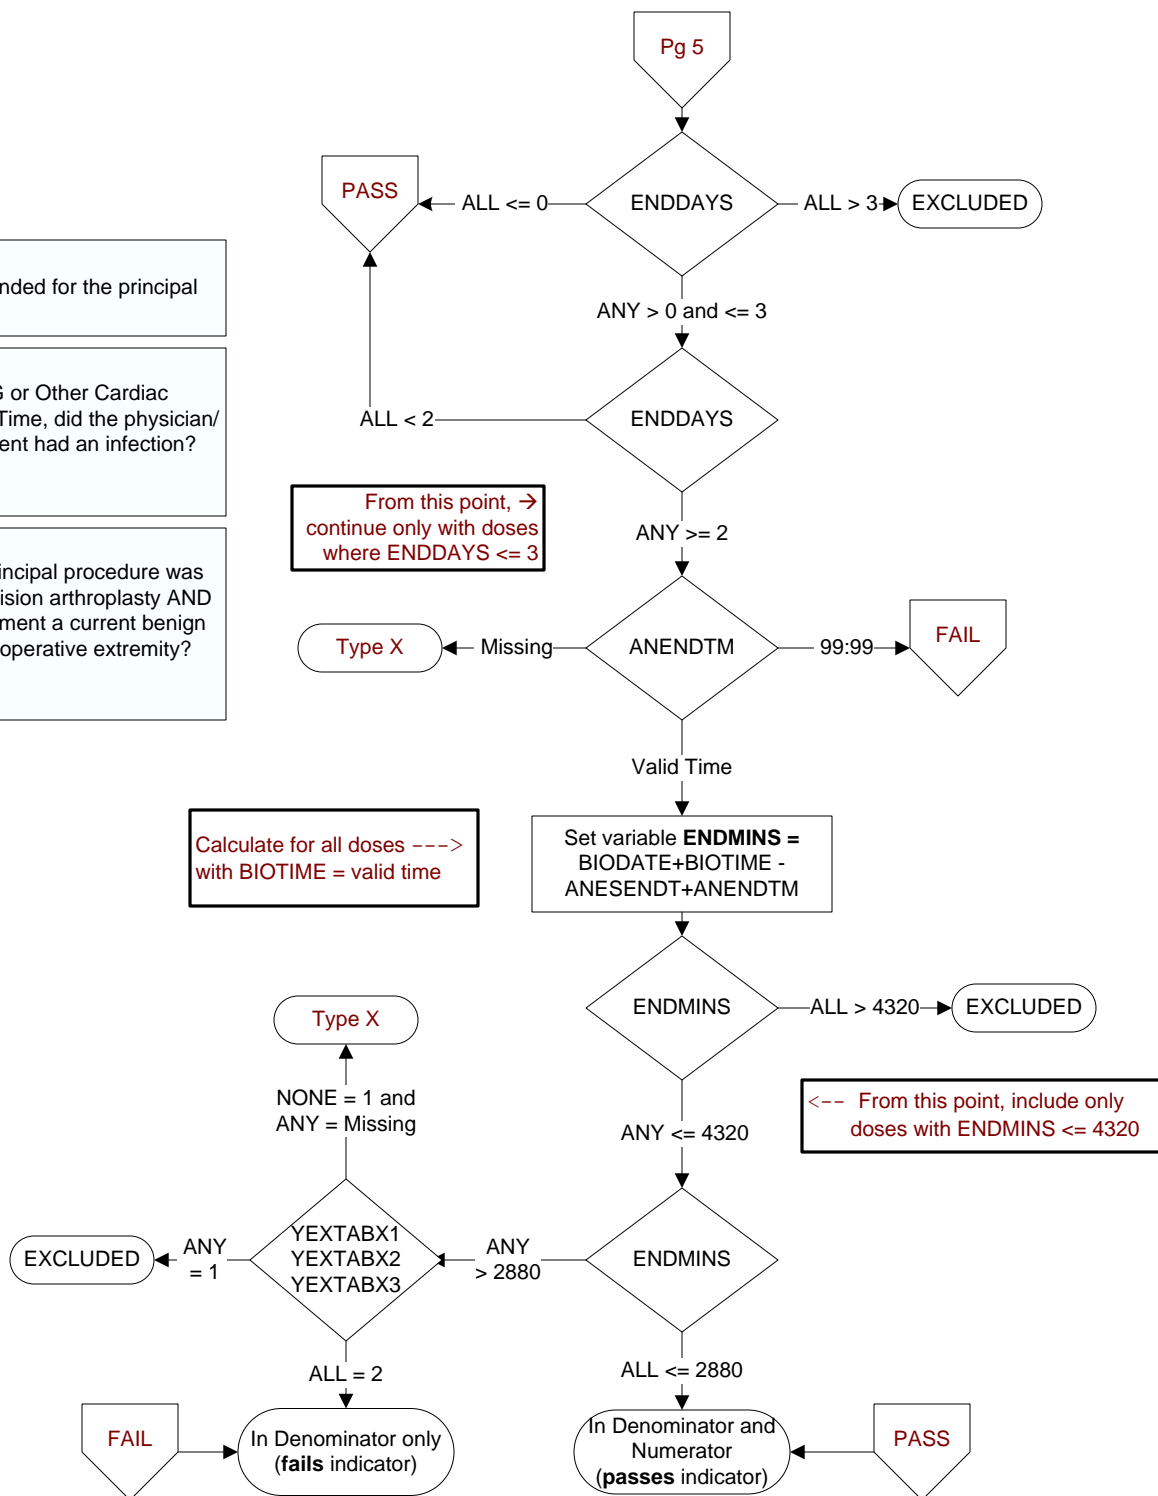 Pg 5
PASS
ALL <= 0
ENDDAYS
ALL > 3
EXCLUDED
nded for the principal
ANY > 0 and <= 3
G or Other Cardiac
Time, did the physician/
ent had an infection?
ALL < 2
ENDDAYS
From this point, →
continue only with doses
where ENDDAYS <= 3
ANY >= 2
incipal procedure was
ision arthroplasty AND
ment a current benign
operative extremity?
Type X
Missing
ANENDTM
99:99
FAIL
Valid Time
Calculate for all doses --->
with BIOTIME = valid time
Set variable ENDMINS =
BIODATE+BIOTIME -
ANESENDT+ANENDTM
Type X
ENDMINS
ALL > 4320
EXCLUDED
NONE = 1 and
ANY = Missing
ANY <= 4320
<-- From this point, include only
doses with ENDMINS <= 4320
EXCLUDED
ANY
= 1
YEXTABX1
YEXTABX2
YEXTABX3
ANY
> 2880
ENDMINS
ALL = 2
ALL <= 2880
FAIL
In Denominator only
(fails indicator)
In Denominator and
Numerator
(passes indicator)
PASS